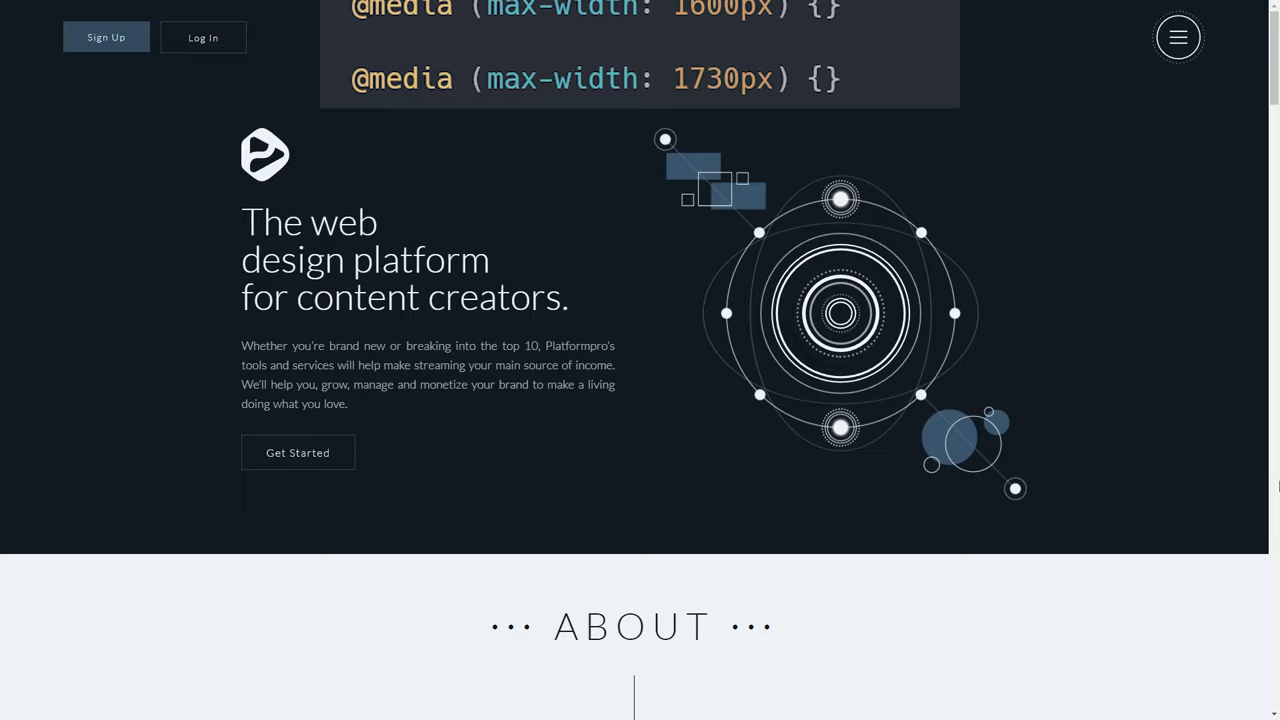 @media (max-width: 1600px) {}
Sign Up
Log In
@media (max-width: 1730px) {}
The web
design platform
for content creators.
Whether you're brand new or breaking into the top 10, Platformpro's
tools and services will help make streaming your main source of income.
We'll help you, grow, manage and monetize your brand to make a living
doing what you love.
Get Started
··· ABOUT ···